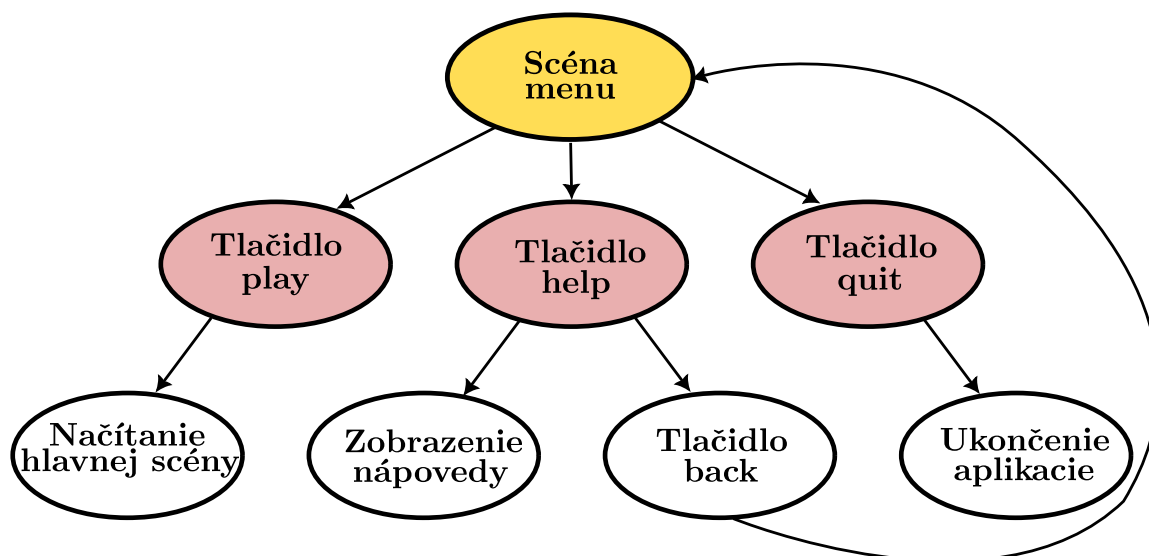 Scéna
menu
Tlačidlo
play
Tlačidlo
help
Tlačidlo
quit
Načítanie
hlavnej scény
Zobrazenie
nápovedy
Tlačidlo
back
Ukončenie
aplikacie